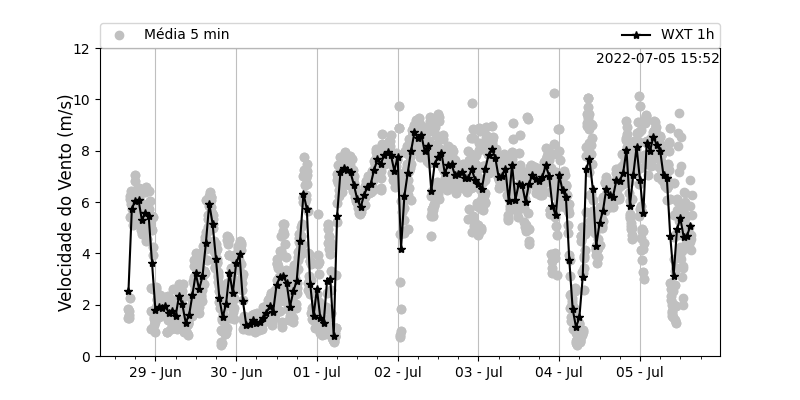 Média 5 min
WXT 1h
2022-07-05 15:52
Velocidade do Vento (m/s)
12
10
8
6
4
2
0
29 - Jun 30 - Jun 01 - Jul 02 - Jul 03 - Jul 04 - Jul 05 - Jul